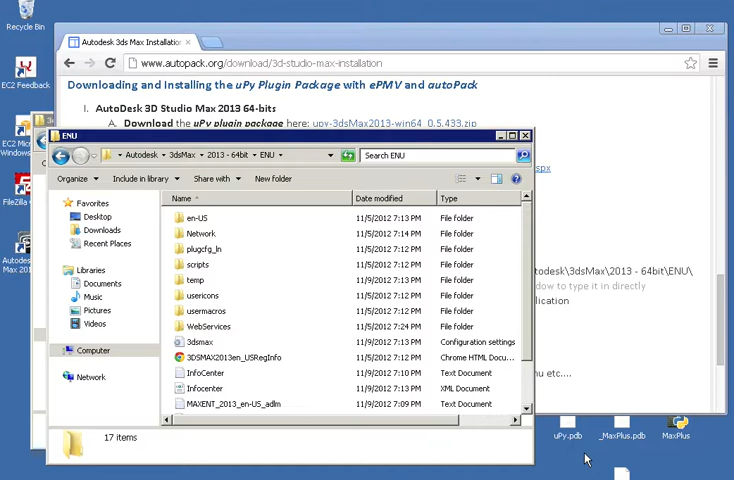 Recycle Bin
Autodesk 3ds Max Installation
www.autopack.org/download/3d-studio-max-installation
Downloading and Installing the uPy Plugin Package with ePMV and autoPack
I. AutoDesk 3D Studio Max 2013 64-bits
A. Download the uPy plugin package here: upy-3dsMax2013-win64_0.5.433.zip
EC2 Feedback
EC2 Mic
Windows
FileZilla
Autodes
Max 201
ENU
Autodesk 3dsMax 2013 - 64bit ENU
Search ENU
Organize Include in library Share with New folder
Name Date modified Type
Favorites
Desktop
Downloads
Recent Places
Libraries
Documents
Music
Pictures
Videos
Computer
Network
en-US 11/5/2012 7:13 PM File folder
Network 11/5/2012 7:14 PM File folder
plugcfg_ln 11/5/2012 7:13 PM File folder
scripts 11/5/2012 7:12 PM File folder
temp 11/9/2012 7:13 PM File folder
usericons 11/5/2012 7:12 PM File folder
usermacros 11/5/2012 7:12 PM File folder
WebServices 11/5/2012 7:24 PM File folder
3dsmax 11/9/2012 7:13 PM Configuration settings
3DSMAX2013en_USRegInfo 11/5/2012 7:12 PM Chrome HTML Docu...
InfoCenter 11/9/2012 7:10 PM Text Document
Infocenter 11/9/2012 7:13 PM XML Document
MAXENT_2013_en-US_adlm 11/9/2012 7:09 PM Text Document
17 items
spx
todesk\3dsMax\2013 - 64bit\ENU\
dow to type it in directly
lication
nu etc....
uPy.pdb
_MaxPlus.pdb
MaxPlus